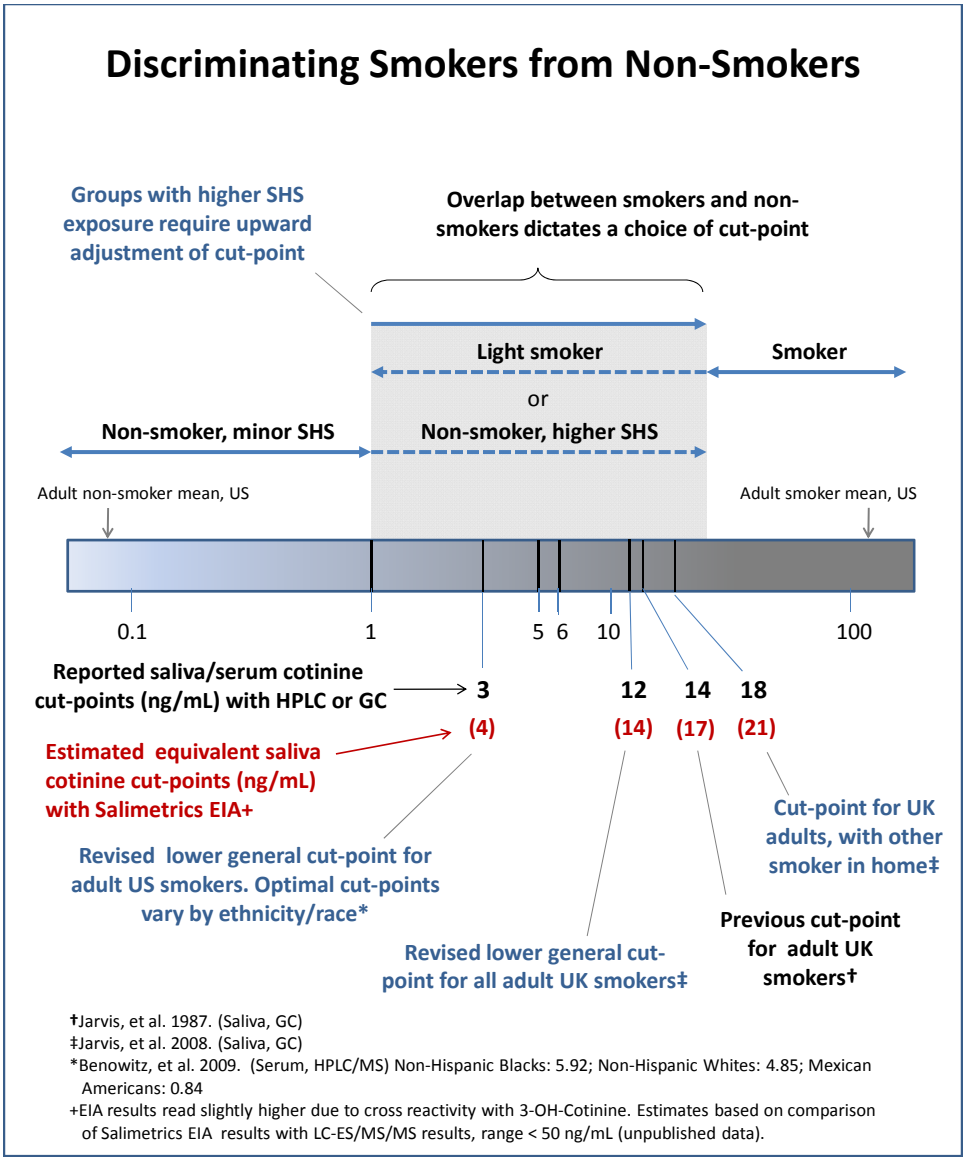 Discriminating Smokers from Non-Smokers
Groups with higher SHS
exposure require upward
adjustment of cut-point
Overlap between smokers and non-
smokers dictates a choice of cut-point
Light smoker
Smoker
or
Non-smoker, minor SHS
Non-smoker, higher SHS
Adult non-smoker mean, US
Adult smoker mean, US
0.1 1 5 6 10 100
Reported saliva/serum cotinine
cut-points (ng/mL) with HPLC or GC
3 12 14 18
(4) (14) (17) (21)
Estimated equivalent saliva
cotinine cut-points (ng/mL)
with Salimetrics EIA+
Cut-point for UK
adults, with other
smoker in home‡
Revised lower general cut-point for
adult US smokers. Optimal cut-points
vary by ethnicity/race*
Previous cut-point
for adult UK
smokers†
Revised lower general cut-
point for all adult UK smokers‡
†Jarvis, et al. 1987. (Saliva, GC)
‡Jarvis, et al. 2008. (Saliva, GC)
*Benowitz, et al. 2009. (Serum, HPLC/MS) Non-Hispanic Blacks: 5.92; Non-Hispanic Whites: 4.85; Mexican
Americans: 0.84
+EIA results read slightly higher due to cross reactivity with 3-OH-Cotinine. Estimates based on comparison
of Salimetrics EIA results with LC-ES/MS/MS results, range < 50 ng/mL (unpublished data).